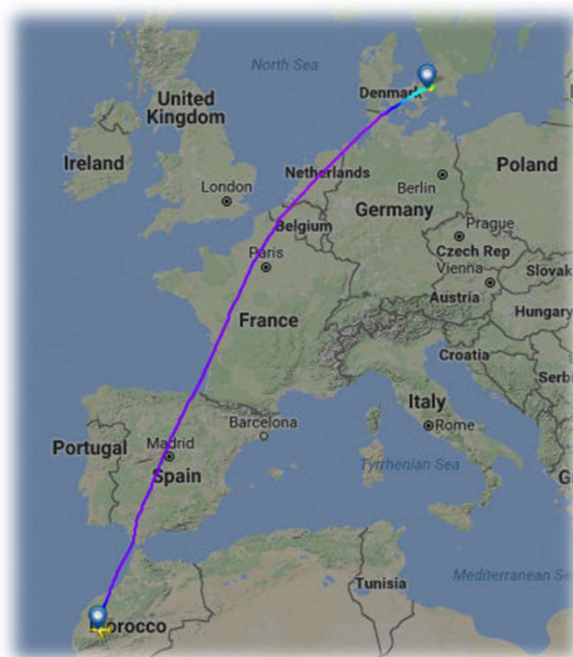 North Sea
Denmark
United
Kingdom
Ireland
Netherlands
Poland
London
Berlin
Germany
Belgium
Prague
Paris
Czech Rep
Vienna
Slovak
Austria
France
Hungary
Croatia
Serbi
Italy
Barcelona
Rome
Portugal
Madrid
Tyrrhenian Sea
Spain
G
Mediterranean Se
Tunisia
Morocco